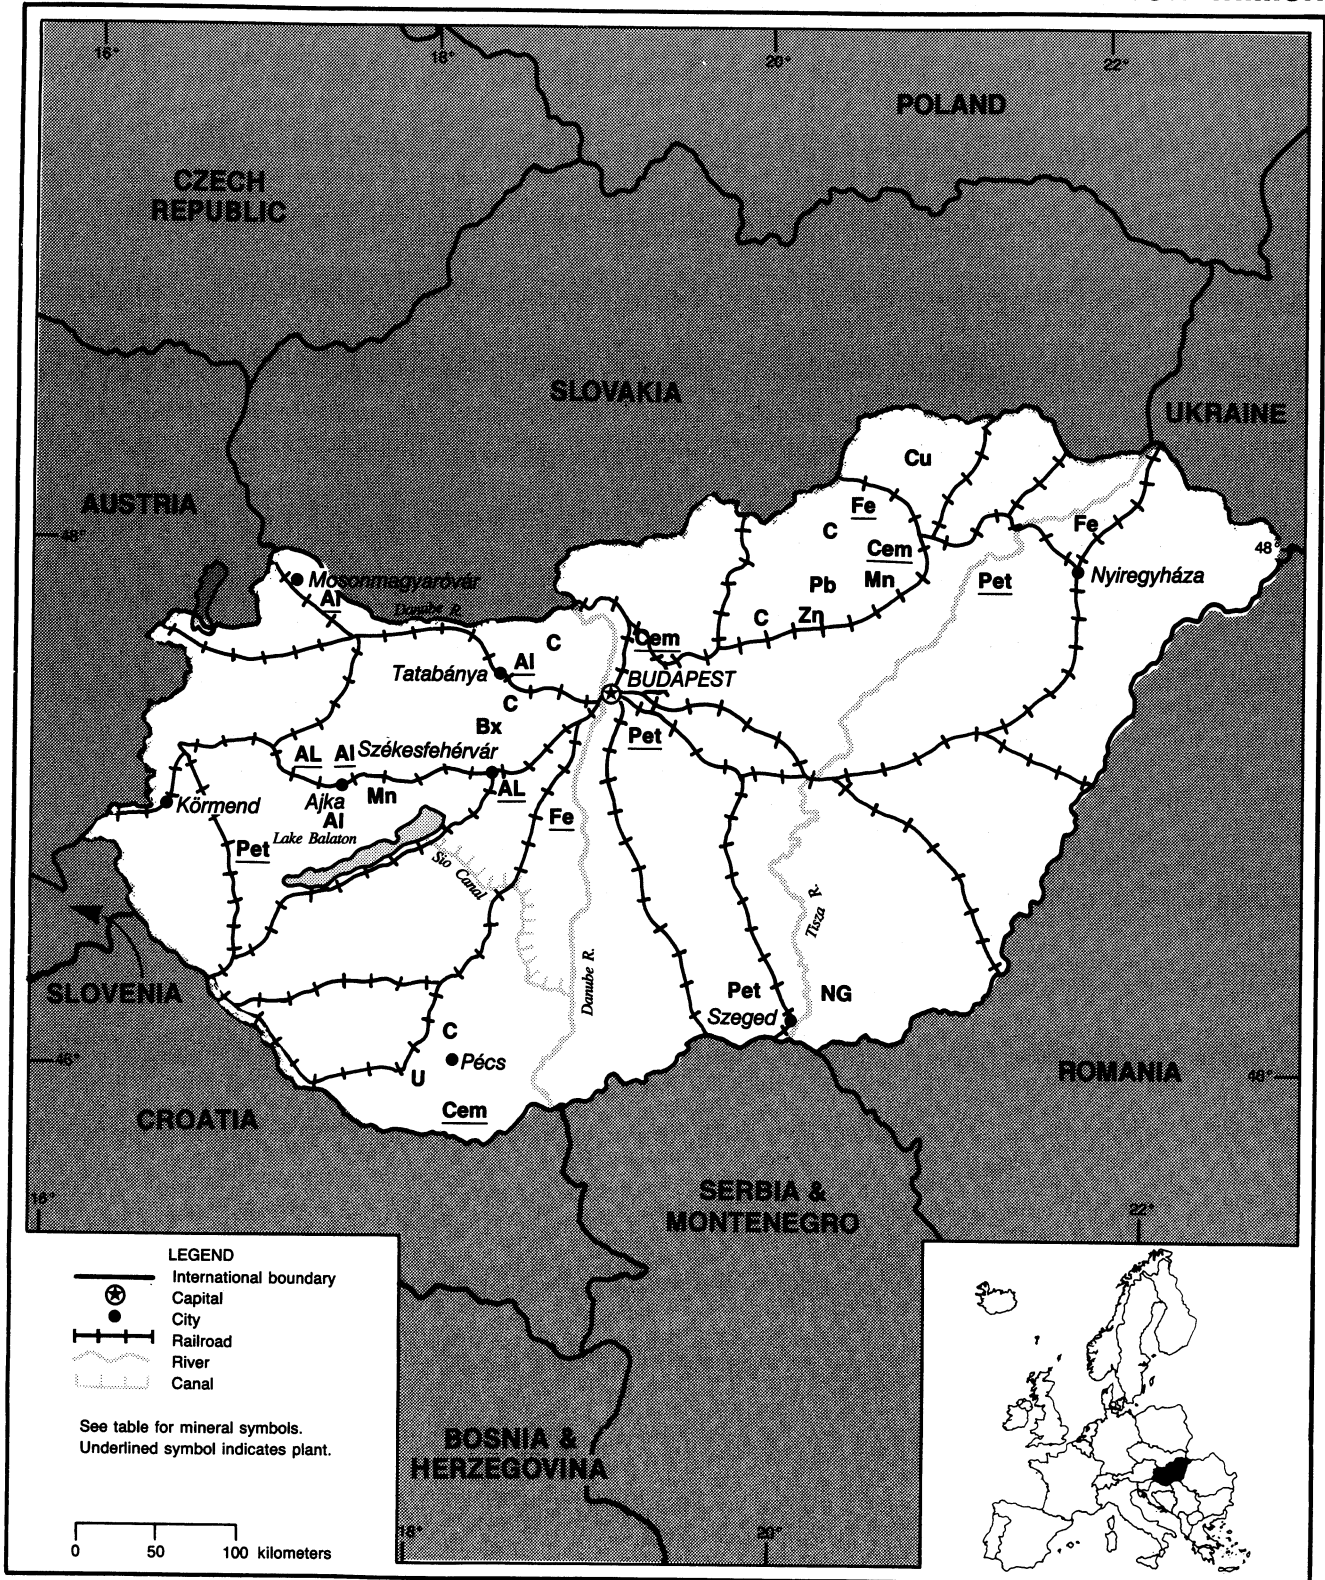 16°
18°
20°
22°
POLAND
CZECH
REPUBLIC
SLOVAKIA
UKRAINE
AUSTRIA
Cu
Fe
C
Cem
Fe
48°
48°
Mosonmagyaróvár
Al
Danube R.
Pb
Mn
Pet
Nyiregyháza
C
Zn
C
Cem
Tatabánya
Al
BUDAPEST
C
Bx
Pet
AL
Al
Székesfehérvár
Körmend
Ajka
Mn
AL
Al
Fe
Lake Balaton
Pet
Sio Canal
Tisza R.
Danube R.
SLOVENIA
Pet
NG
Szeged
C
Pécs
46°
U
ROMANIA
48°
CROATIA
Cem
16°
SERBIA &
MONTENEGRO
22°
LEGEND
International boundary
Capital
City
Railroad
River
Canal
See table for mineral symbols.
Underlined symbol indicates plant.
BOSNIA &
HERZEGOVINA
18°
20°
0 50 100 kilometers